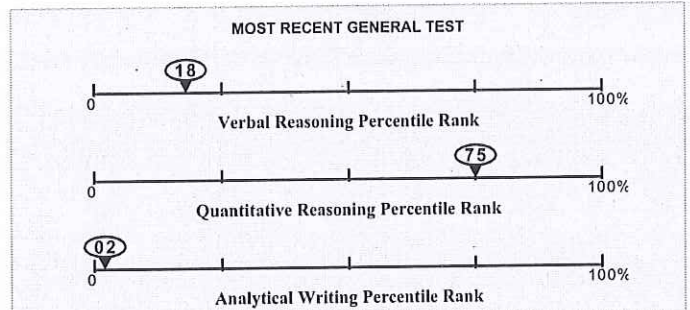 MOST RECENT GENERAL TEST
18
0 100%
Verbal Reasoning Percentile Rank
75
0 100%
Quantitative Reasoning Percentile Rank
02
0 100%
Analytical Writing Percentile Rank